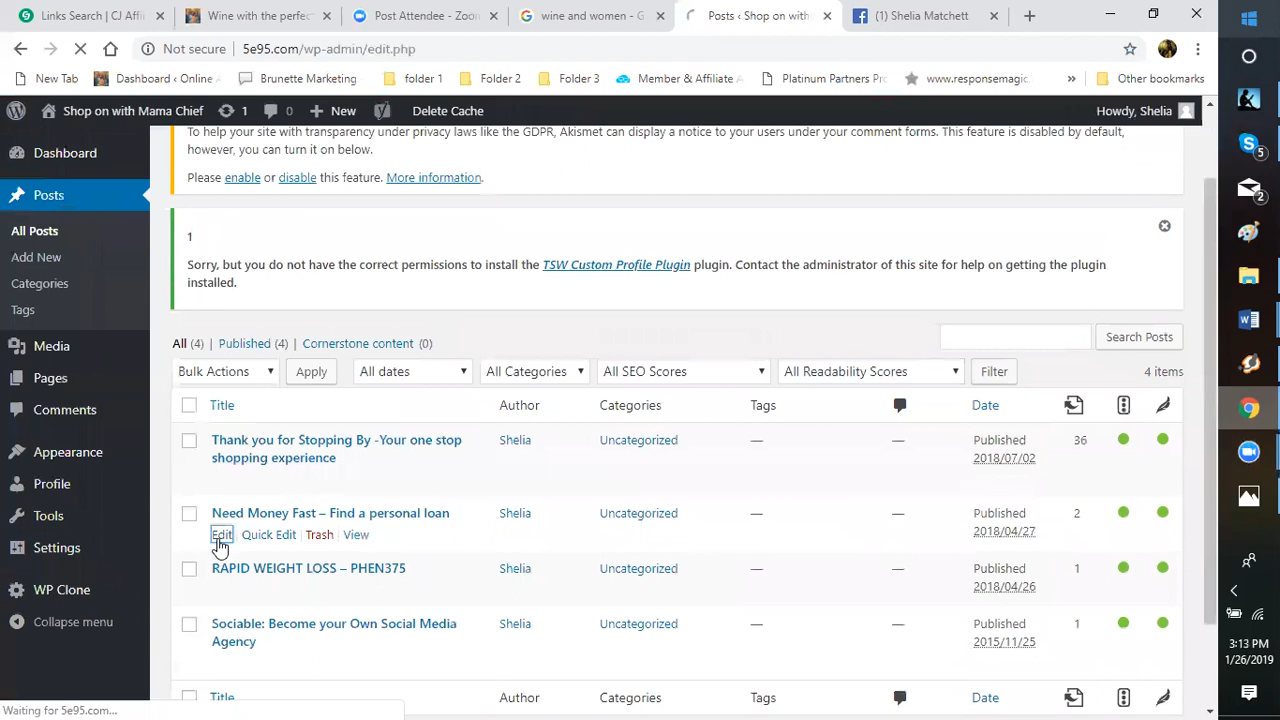 Links Search | CJ Affi
Wine with the perfec
Post Attendee - Zoo
wine and women - G
Posts ‹ Shop on with
(1) Shelia Matchett
Not secure
5e95.com/wp-admin/edit.php
New Tab
Dashboard ‹ Online
Brunette Marketing
folder 1
Folder 2
Folder 3
Member & Affiliate
Platinum Partners Pr
www.responsemagic.
»
Other bookmarks
Shop on with Mama Chief
1
0
New
Delete Cache
Howdy, Shelia
Dashboard
Posts
All Posts
Add New
Categories
Tags
Media
Pages
Comments
Appearance
Profile
Tools
Settings
WP Clone
Collapse menu
To help your site with transparency under privacy laws like the GDPR, Akismet can display a notice to your users under your comment forms. This feature is disabled by default,
however, you can turn it on below.
Please enable or disable this feature. More information.
1
Sorry, but you do not have the correct permissions to install the TSW Custom Profile Plugin plugin. Contact the administrator of this site for help on getting the plugin
installed.
All (4) | Published (4) | Cornerstone content (0)
Search Posts
Bulk Actions
Apply
All dates
All Categories
All SEO Scores
All Readability Scores
Filter
4 items
Title
Author
Categories
Tags
Date
Thank you for Stopping By -Your one stop
shopping experience
Shelia
Uncategorized
—
—
Published
2018/07/02
36
Need Money Fast – Find a personal loan
Edit | Quick Edit | Trash | View
Shelia
Uncategorized
—
—
Published
2018/04/27
2
RAPID WEIGHT LOSS – PHEN375
Shelia
Uncategorized
—
—
Published
2018/04/26
1
Sociable: Become your Own Social Media
Agency
Shelia
Uncategorized
—
—
Published
2015/11/25
1
Title
Author
Categories
Tags
Date
Waiting for 5e95.com...
5
2
3:13 PM
1/26/2019